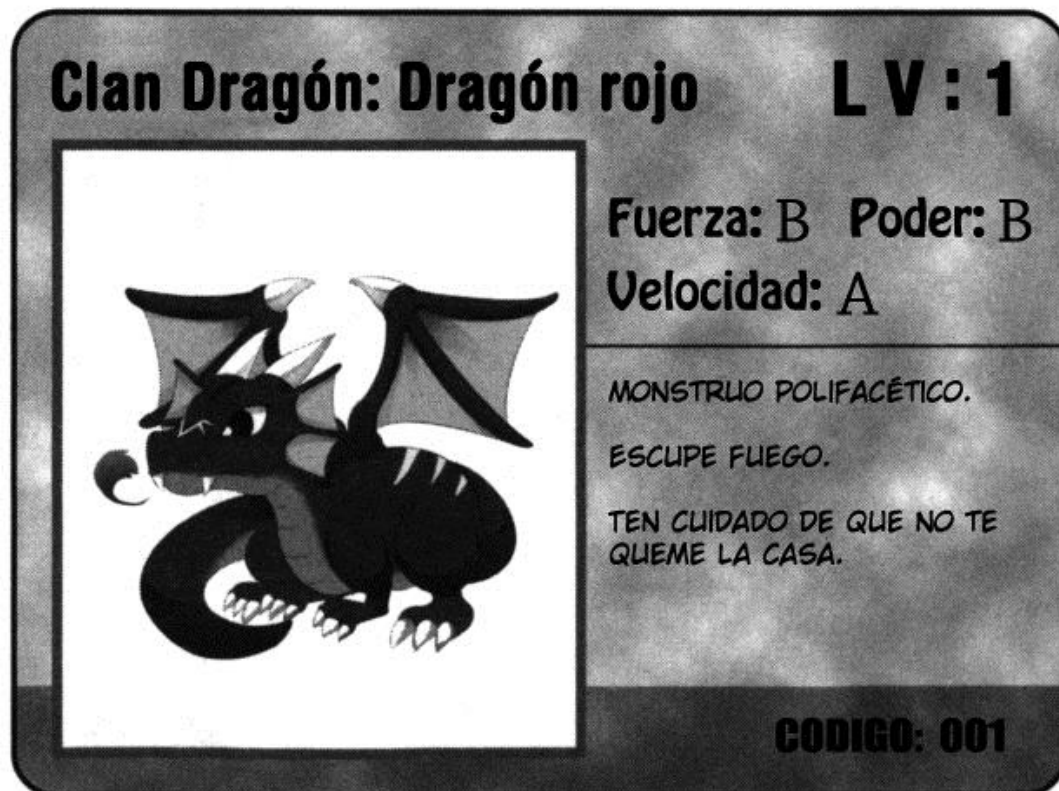 Clan Dragón: Dragón rojo LV: 1
Fuerza: B Poder: B
Velocidad: A
MONSTRUO POLIFACÉTICO.
ESCUPE FUEGO.
TEN CUIDADO DE QUE NO TE
QUEME LA CASA.
CODIGO: 001